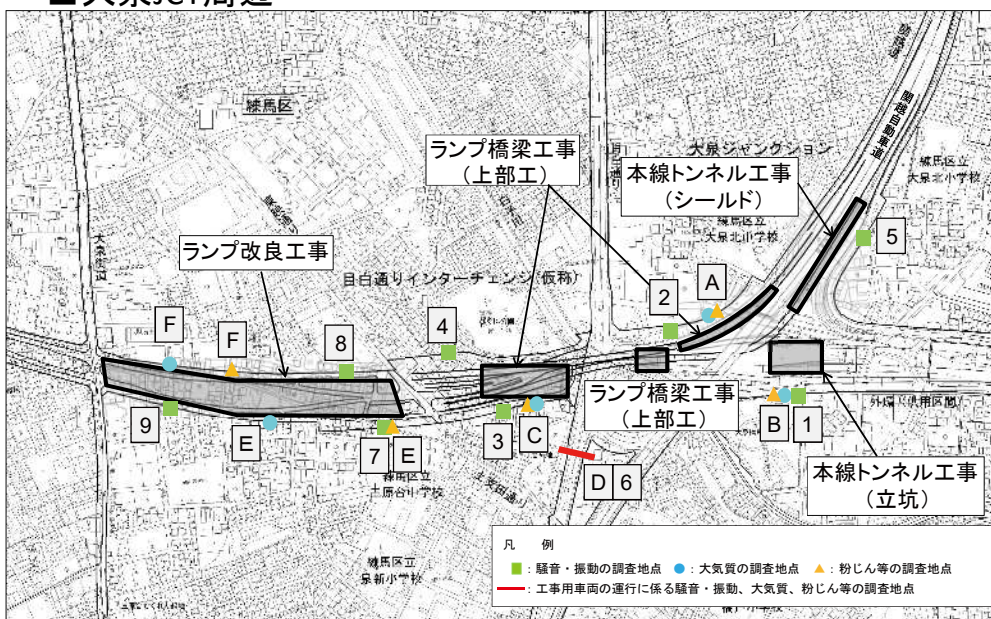 ■大泉JCT周辺
練馬区
ランプ橋梁工事
(上部工)
大泉ジャンクション
関越自動車道
本線トンネル工事
(シールド)
練馬区立
大泉北小学校
練馬区立
大泉北中学校
ランプ改良工事
目白通りインターチェンジ(仮称)
5
A
2
4
F
F
8
ランプ橋梁工事
(上部工)
9
E
7
E
3
C
B
1
D
6
本線トンネル工事
(立坑)
練馬区立
練馬区立
泉新小学校
凡 例
:騒音・振動の調査地点
:大気質の調査地点
:粉じん等の調査地点
:工事用車両の運行に係る騒音・振動、大気質、粉じん等の調査地点